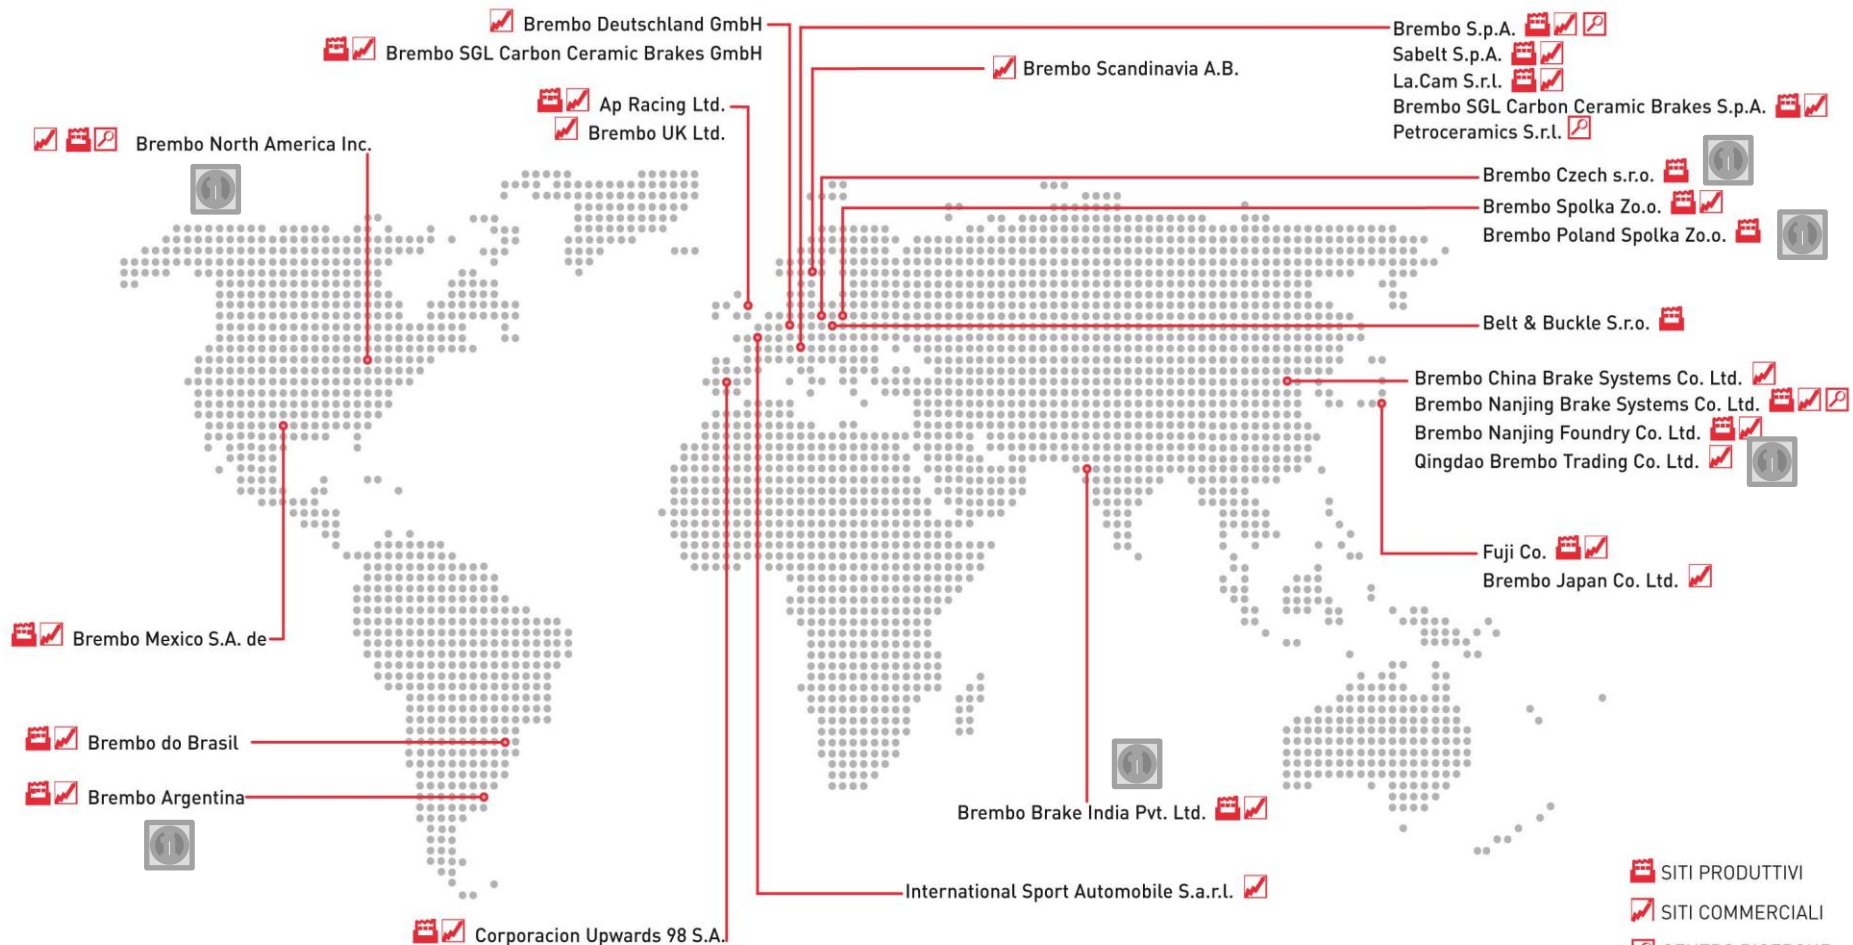 Brembo Deutschland GmbH
Brembo SGL Carbon Ceramic Brakes GmbH
Brembo S.p.A.
Sabelt S.p.A.
La.Cam S.r.l.
Brembo SGL Carbon Ceramic Brakes S.p.A.
Petroceramics S.r.l.
Brembo Scandinavia A.B.
Ap Racing Ltd.
Brembo UK Ltd.
Brembo North America Inc.
Brembo Czech s.r.o.
Brembo Spolka Zo.o.
Brembo Poland Spolka Zo.o.
Belt & Buckle S.r.o.
Brembo China Brake Systems Co. Ltd.
Brembo Nanjing Brake Systems Co. Ltd.
Brembo Nanjing Foundry Co. Ltd.
Qingdao Brembo Trading Co. Ltd.
Fuji Co.
Brembo Japan Co. Ltd.
Brembo Mexico S.A. de
Brembo do Brasil
Brembo Argentina
Brembo Brake India Pvt. Ltd.
International Sport Automobile S.a.r.l.
Corporacion Upwards 98 S.A.
SITI PRODUTTIVI
SITI COMMERCIALI